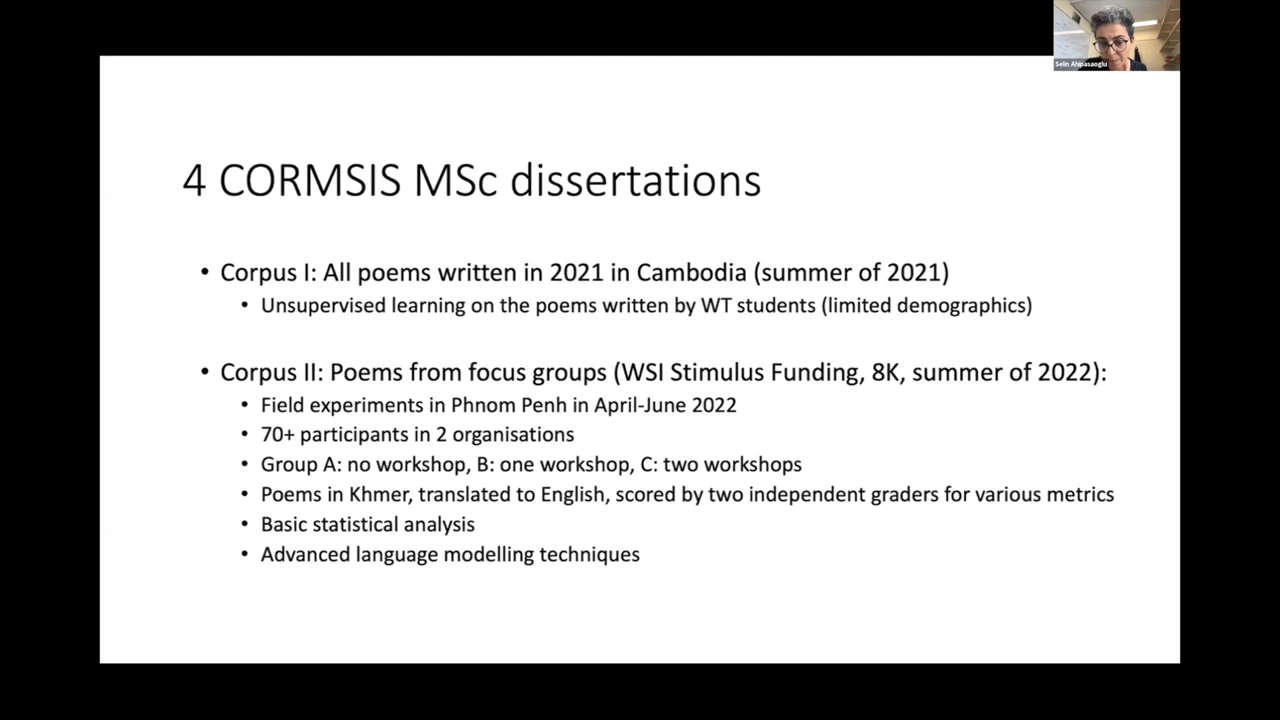 Selin Ahipasaoglu
4 CORMSIS MSc dissertations
• Corpus I: All poems written in 2021 in Cambodia (summer of 2021)
• Unsupervised learning on the poems written by WT students (limited demographics)
• Corpus II: Poems from focus groups (WSI Stimulus Funding, 8K, summer of 2022):
• Field experiments in Phnom Penh in April-June 2022
• 70+ participants in 2 organisations
• Group A: no workshop, B: one workshop, C: two workshops
• Poems in Khmer, translated to English, scored by two independent graders for various metrics
• Basic statistical analysis
• Advanced language modelling techniques